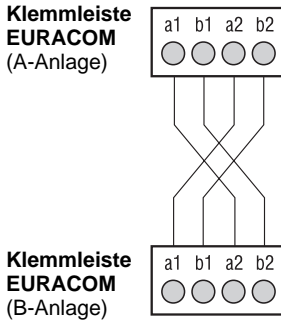 Klemmleiste
EURACOM
(A-Anlage)
a1 b1 a2 b2
Klemmleiste
EURACOM
(B-Anlage)
a1 b1 a2 b2